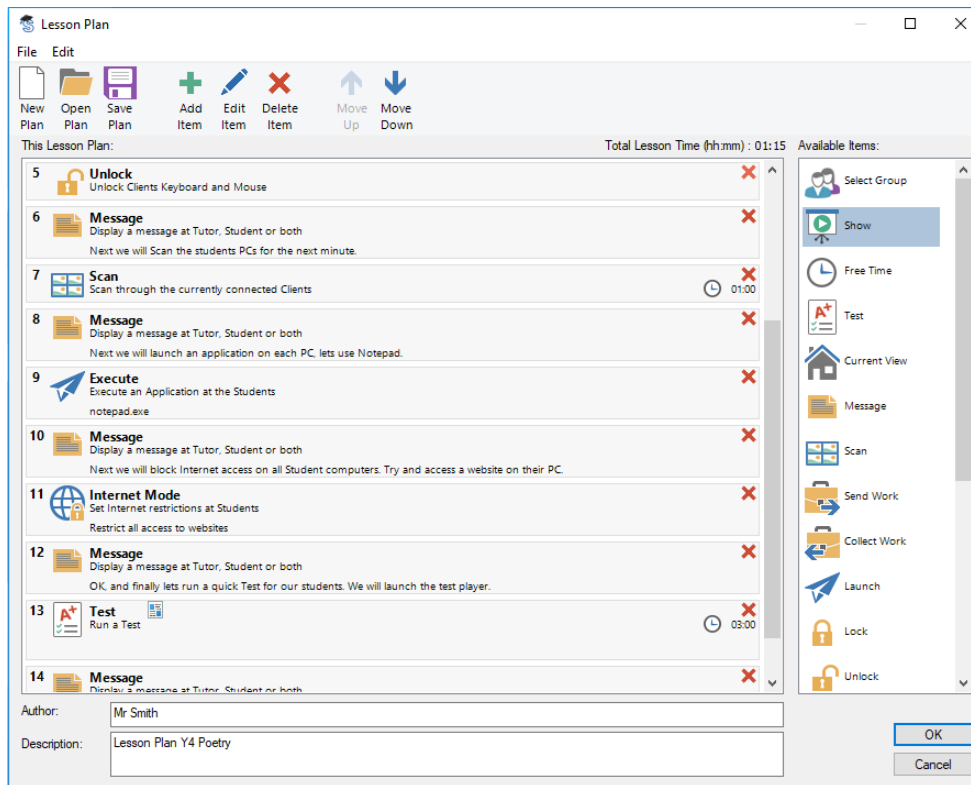 Lesson Plan
File Edit
New Plan
Open Plan
Save Plan
Add Item
Edit Item
Delete Item
Move Up
Move Down
This Lesson Plan:
Total Lesson Time (hh:mm) : 01:15
Available Items:
5 Unlock
Unlock Clients Keyboard and Mouse
6 Message
Display a message at Tutor, Student or both
Next we will Scan the students PCs for the next minute.
7 Scan
Scan through the currently connected Clients
01:00
8 Message
Display a message at Tutor, Student or both
Next we will launch an application on each PC, lets use Notepad.
9 Execute
Execute an Application at the Students
notepad.exe
10 Message
Display a message at Tutor, Student or both
Next we will block Internet access on all Student computers. Try and access a website on their PC.
11 Internet Mode
Set Internet restrictions at Students
Restrict all access to websites
12 Message
Display a message at Tutor, Student or both
OK, and finally lets run a quick Test for our students. We will launch the test player.
13 Test
Run a Test
03:00
14 Message
Display a message at Tutor, Student or both
Select Group
Show
Free Time
A+ Test
Current View
Message
Scan
Send Work
Collect Work
Launch
Lock
Unlock
Author:
Mr Smith
Description:
Lesson Plan Y4 Poetry
OK
Cancel